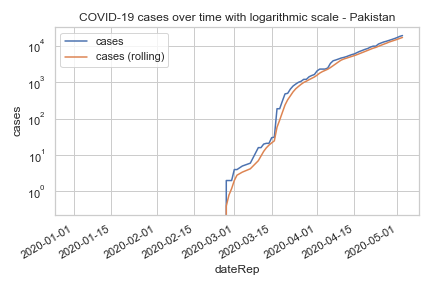 COVID-19 cases over time with logarithmic scale - Pakistan
cases
cases (rolling)
10⁴
10³
10²
10¹
10⁰
cases
2020-01-01
2020-01-15
2020-02-01
2020-02-15
2020-03-01
2020-03-15
2020-04-01
2020-04-15
2020-05-01
dateRep